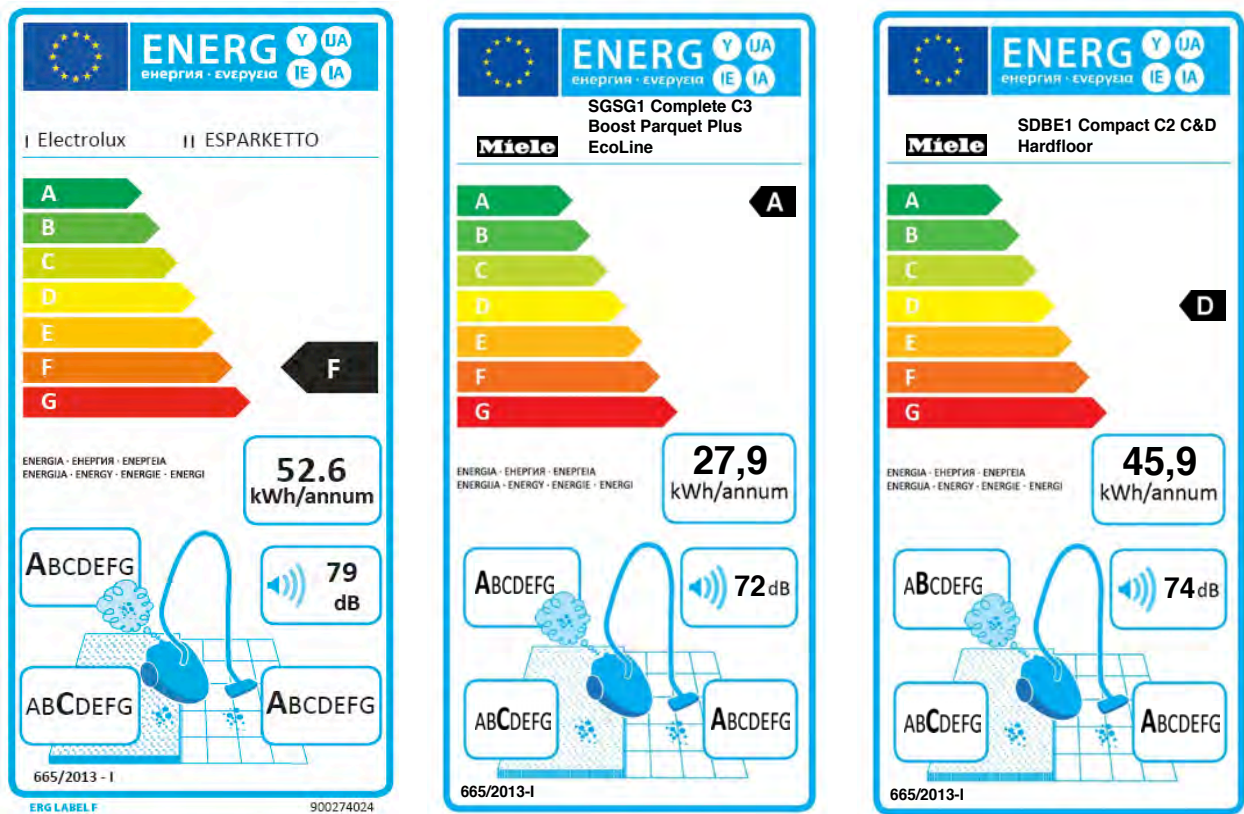 ENERG Y UA
енергия · ενεργεια IE IA
I Electrolux II ESPARKETTO
A
B
C
D
E
F
G
F
ENERGIA · ЕНЕРГИЯ · ΕΝΕΡΓΕΙΑ
ENERGIJA · ENERGY · ENERGIE · ENERGI
52.6
kWh/annum
ABCDEFG
79
dB
ABCDEFG
ABCDEFG
665/2013 - I
ERG LABEL F
900274024
ENERG Y UA
енергия · ενεργεια IE IA
Miele
SGSG1 Complete C3
Boost Parquet Plus
EcoLine
A
B
C
D
E
F
G
A
ENERGIA · ЕНЕРГИЯ · ΕΝΕΡΓΕΙΑ
ENERGIJA · ENERGY · ENERGIE · ENERGI
27,9
kWh/annum
ABCDEFG
72 dB
ABCDEFG
ABCDEFG
665/2013-I
ENERG Y UA
енергия · ενεργεια IE IA
Miele
SDBE1 Compact C2 C&D
Hardfloor
A
B
C
D
E
F
G
D
ENERGIA · ЕНЕРГИЯ · ΕΝΕΡΓΕΙΑ
ENERGIJA · ENERGY · ENERGIE · ENERGI
45,9
kWh/annum
ABCDEFG
74 dB
ABCDEFG
ABCDEFG
665/2013-I